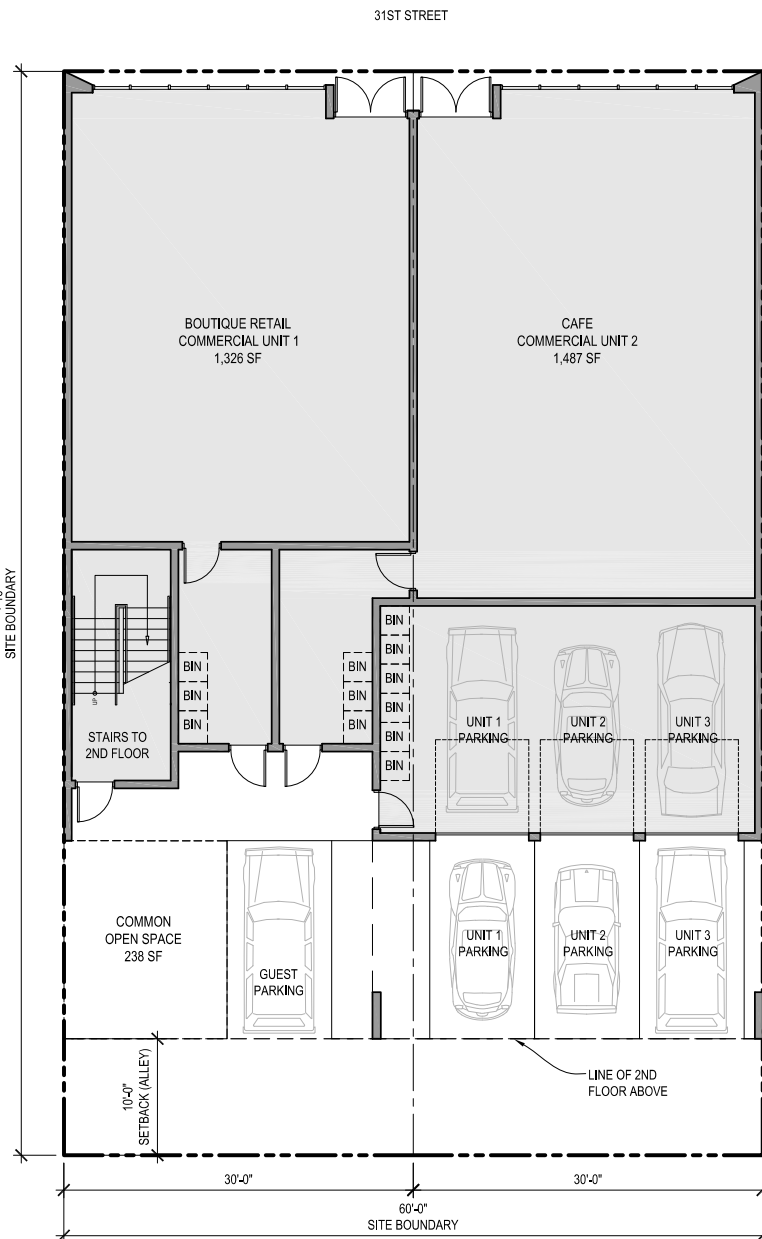 31ST STREET
BOUTIQUE RETAIL
COMMERCIAL UNIT 1
1,326 SF
CAFE
COMMERCIAL UNIT 2
1,487 SF
SITE BOUNDARY
BIN
BIN
BIN
BIN
BIN
BIN
BIN
BIN
BIN
BIN
BIN
BIN
UP
STAIRS TO
2ND FLOOR
UNIT 1
PARKING
UNIT 2
PARKING
UNIT 3
PARKING
COMMON
OPEN SPACE
238 SF
GUEST
PARKING
UNIT 1
PARKING
UNIT 2
PARKING
UNIT 3
PARKING
10'-0"
SETBACK (ALLEY)
LINE OF 2ND
FLOOR ABOVE
30'-0"
30'-0"
60'-0"
SITE BOUNDARY